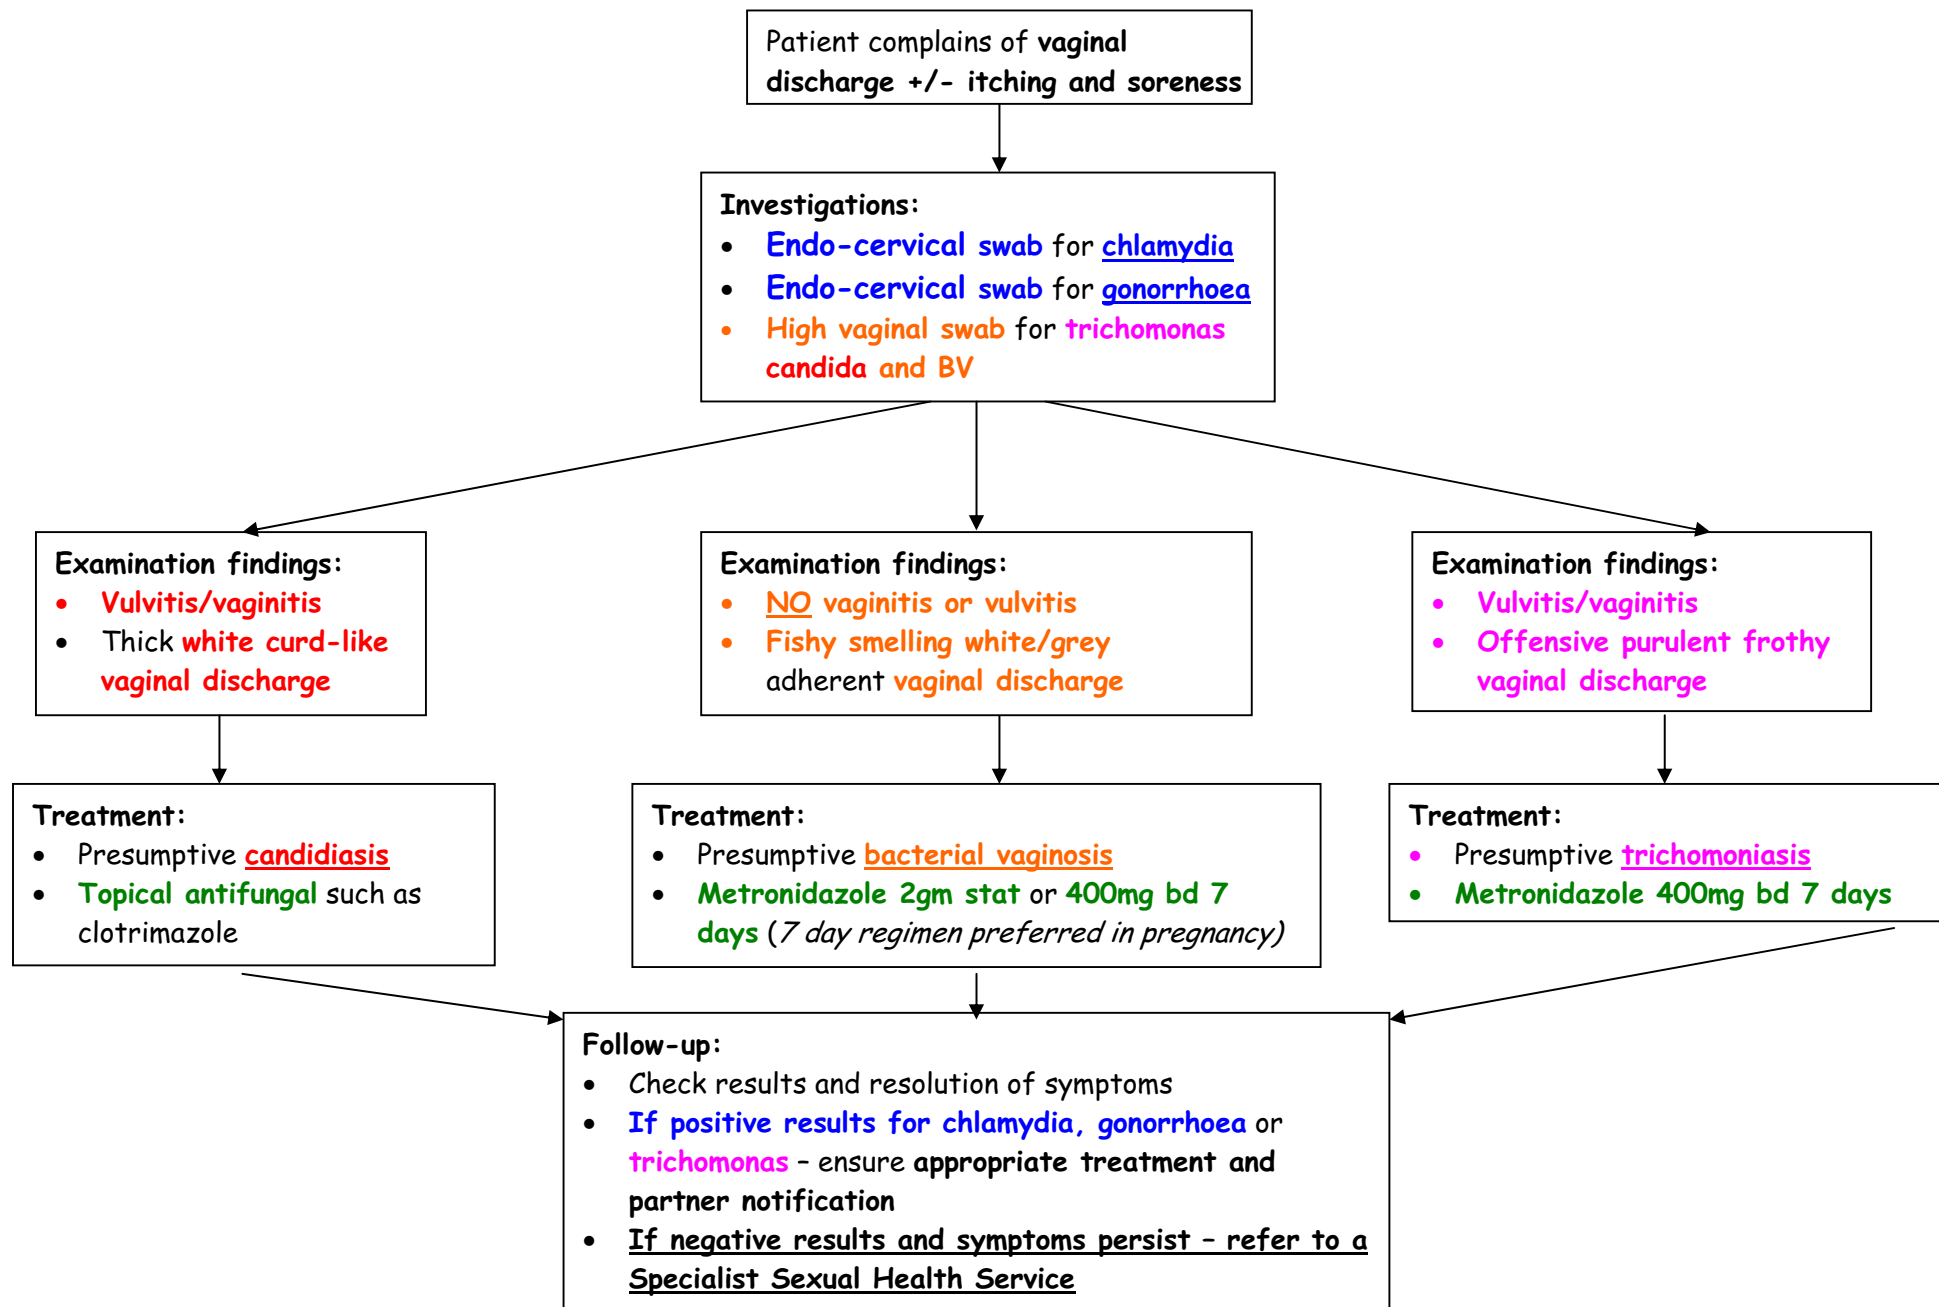 Patient complains of vaginal
discharge +/- itching and soreness
Investigations:
• Endo-cervical swab for chlamydia
• Endo-cervical swab for gonorrhoea
• High vaginal swab for trichomonas
candida and BV
Examination findings:
• Vulvitis/vaginitis
• Thick white curd-like
vaginal discharge
Examination findings:
• NO vaginitis or vulvitis
• Fishy smelling white/grey
adherent vaginal discharge
Examination findings:
• Vulvitis/vaginitis
• Offensive purulent frothy
vaginal discharge
Treatment:
• Presumptive candidiasis
• Topical antifungal such as
clotrimazole
Treatment:
• Presumptive bacterial vaginosis
• Metronidazole 2gm stat or 400mg bd 7
days (7 day regimen preferred in pregnancy)
Treatment:
• Presumptive trichomoniasis
• Metronidazole 400mg bd 7 days
Follow-up:
• Check results and resolution of symptoms
• If positive results for chlamydia, gonorrhoea or
trichomonas – ensure appropriate treatment and
partner notification
• If negative results and symptoms persist – refer to a
Specialist Sexual Health Service